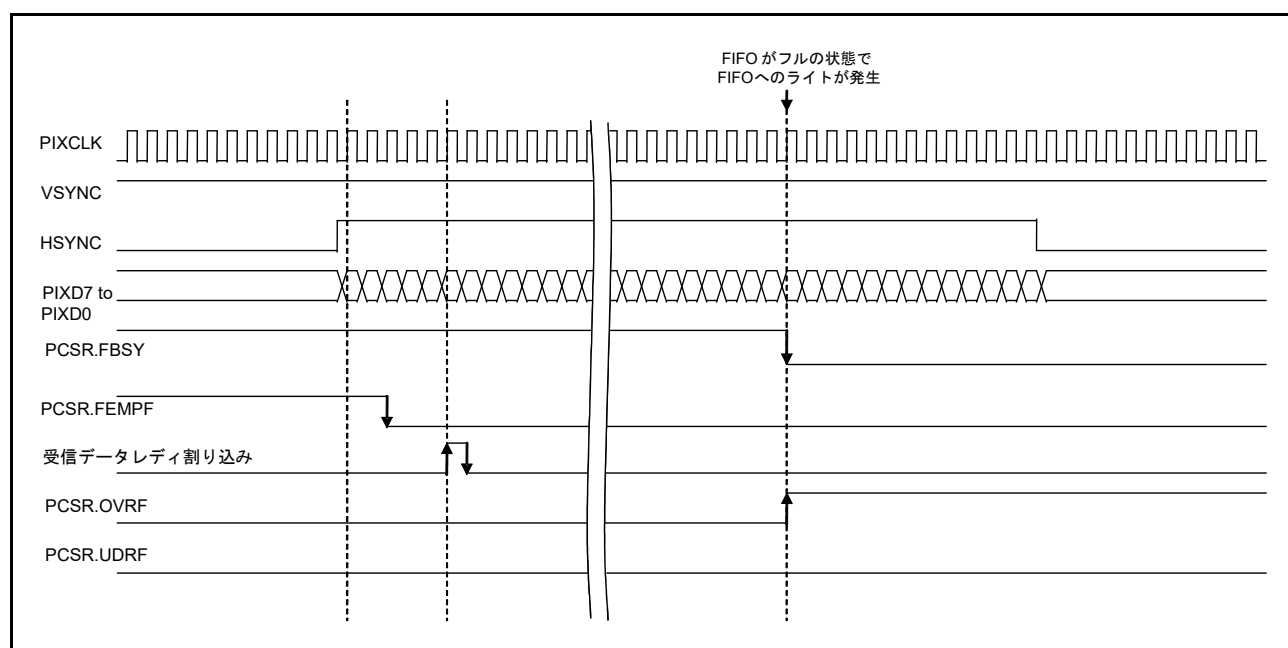 FIFO がフルの状態で
FIFOへのライトが発生
PIXCLK
VSYNC
HSYNC
PIXD7 to
PIXD0
PCSR.FBSY
PCSR.FEMPF
受信データレディ割り込み
PCSR.OVRF
PCSR.UDRF